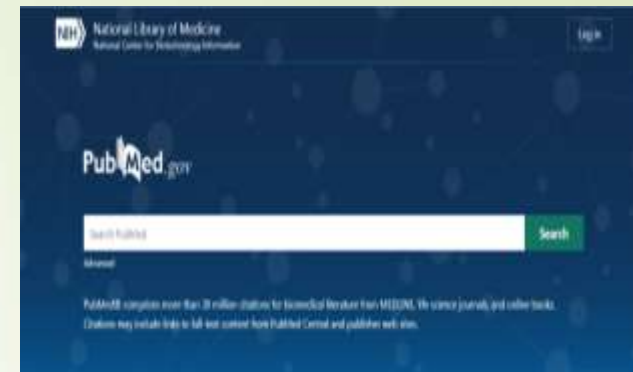 NIH National Library of Medicine
National Center for Biotechnology Information
Log in
PubMed.gov
Search PubMed
Search
Advanced
PubMed® comprises more than million citations for biomedical literature from MEDLINE, life science journals, and online books.
Citations may include links to full text content from PubMed Central and publisher web sites.